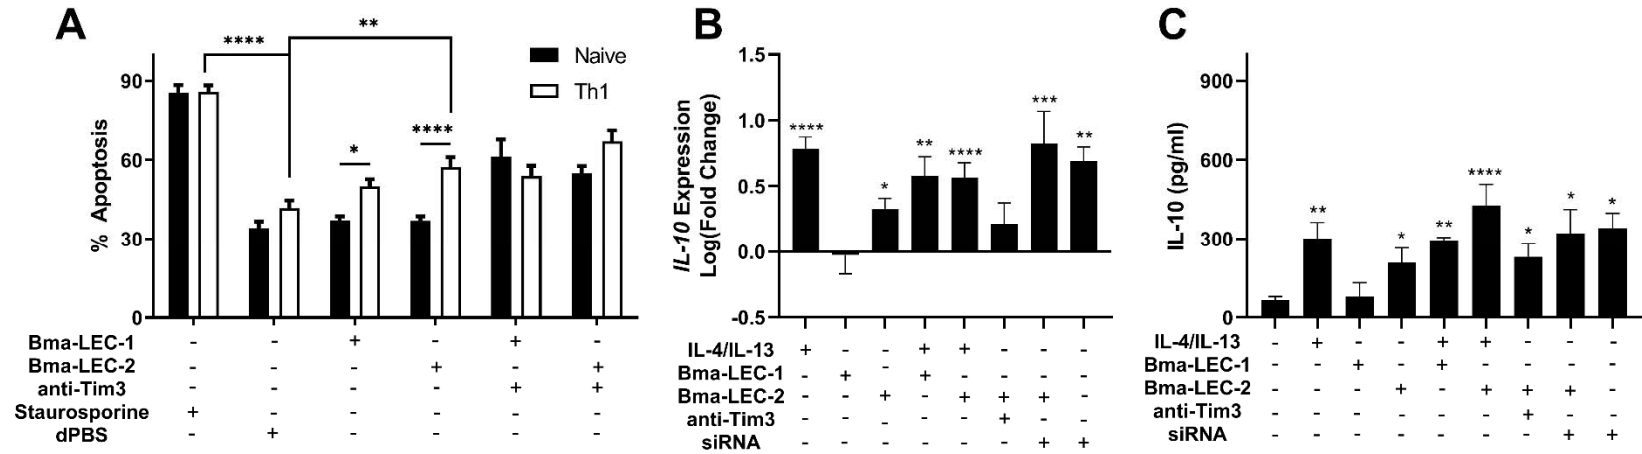 A
**
****
Naive
Th1
****
*
90
60
30
0
% Apoptosis
Bma-LEC-1 - - + - + -
Bma-LEC-2 - - - + - +
anti-Tim3 - - - - + +
Staurosporine + - - - - -
dPBS - + - - - -
B
1.5
1.0
0.5
0.0
-0.5
IL-10 Expression
Log(Fold Change)
**** * ** **** *** **
IL-4/IL-13 + - - + + - - -
Bma-LEC-1 - + - + - - - -
Bma-LEC-2 - - + - + + + -
anti-Tim3 - - - - - + - -
siRNA - - - - - - + +
C
900
600
300
0
IL-10 (pg/ml)
** * ** **** * * *
IL-4/IL-13 - + - - + + - - -
Bma-LEC-1 - - + - + - - - -
Bma-LEC-2 - - - + - + + + -
anti-Tim3 - - - - - - + - -
siRNA - - - - - - - + +